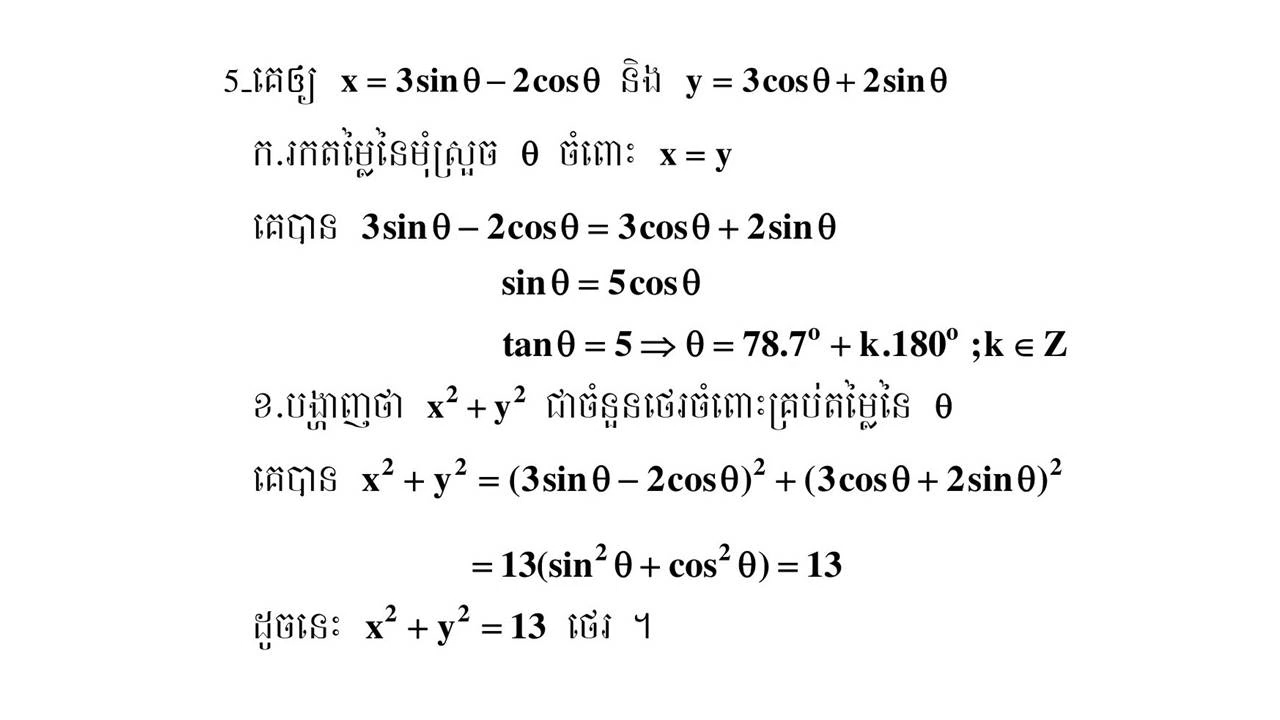 5_គេឲ្យ x = 3sinθ – 2cosθ និង y = 3cosθ + 2sinθ
ក.រកតម្លៃនៃមុំស្រួច θ ចំពោះ x = y
គេបាន 3sinθ – 2cosθ = 3cosθ + 2sinθ
sinθ = 5cosθ
tanθ = 5 ⇒ θ = 78.7º + k.180º ;k ∈ Z
ខ.បង្ហាញថា x² + y² ជាចំនួនថេរចំពោះគ្រប់តម្លៃនៃ θ
គេបាន x² + y² = (3sinθ – 2cosθ)² + (3cosθ + 2sinθ)²
= 13(sin²θ + cos²θ) = 13
ដូចនេះ x² + y² = 13 ថេរ ។